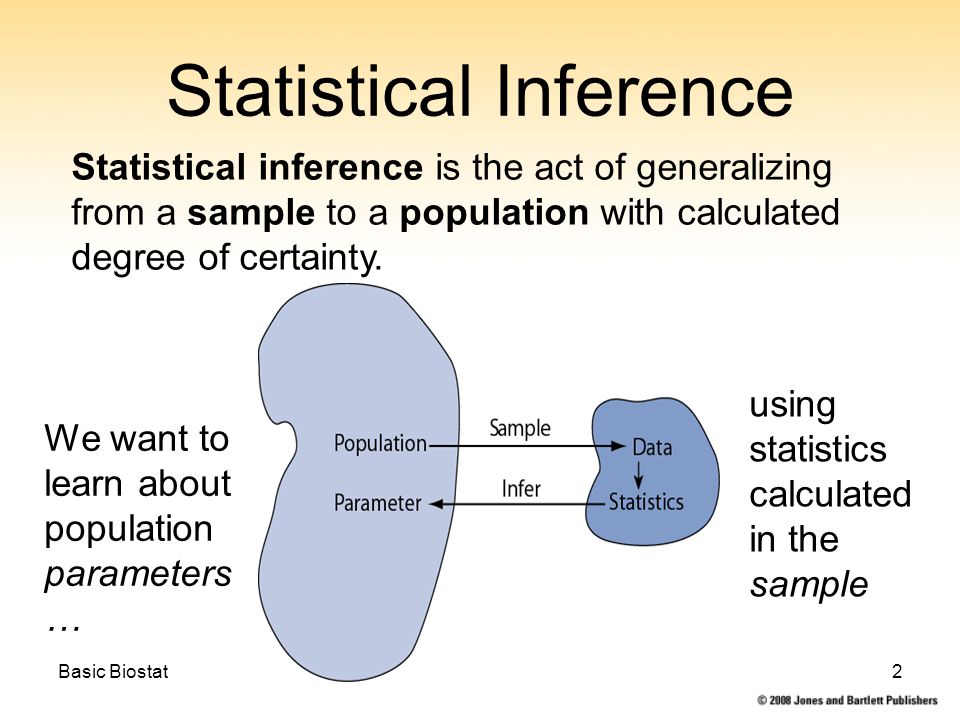 Statistical Inference
Statistical inference is the act of generalizing
from a sample to a population with calculated
degree of certainty.
We want to
learn about
population
parameters
…
Population
Sample
Data
Parameter
Infer
Statistics
using
statistics
calculated
in the
sample
Basic Biostat
2
© 2008 Jones and Bartlett Publishers